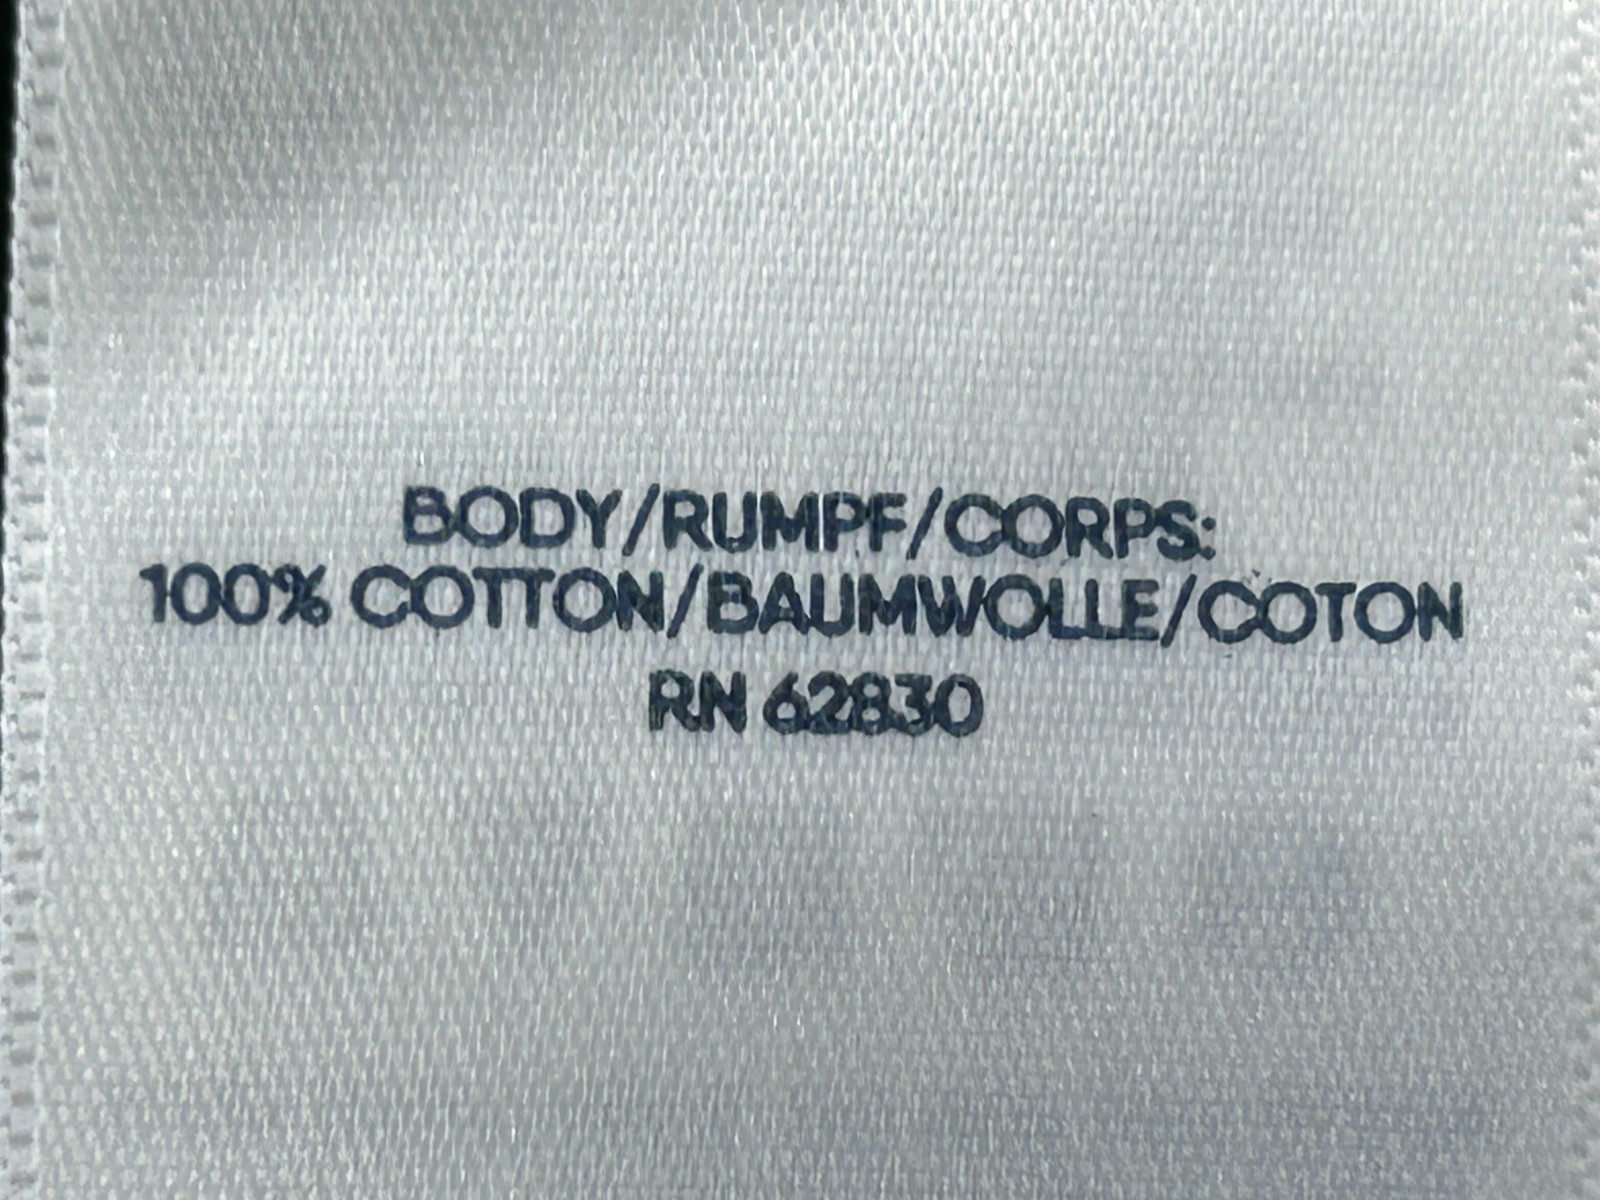 BODY/RUMPF/CORPS:
100% COTTON/BAUMWOLLE/COTON
RN 62830